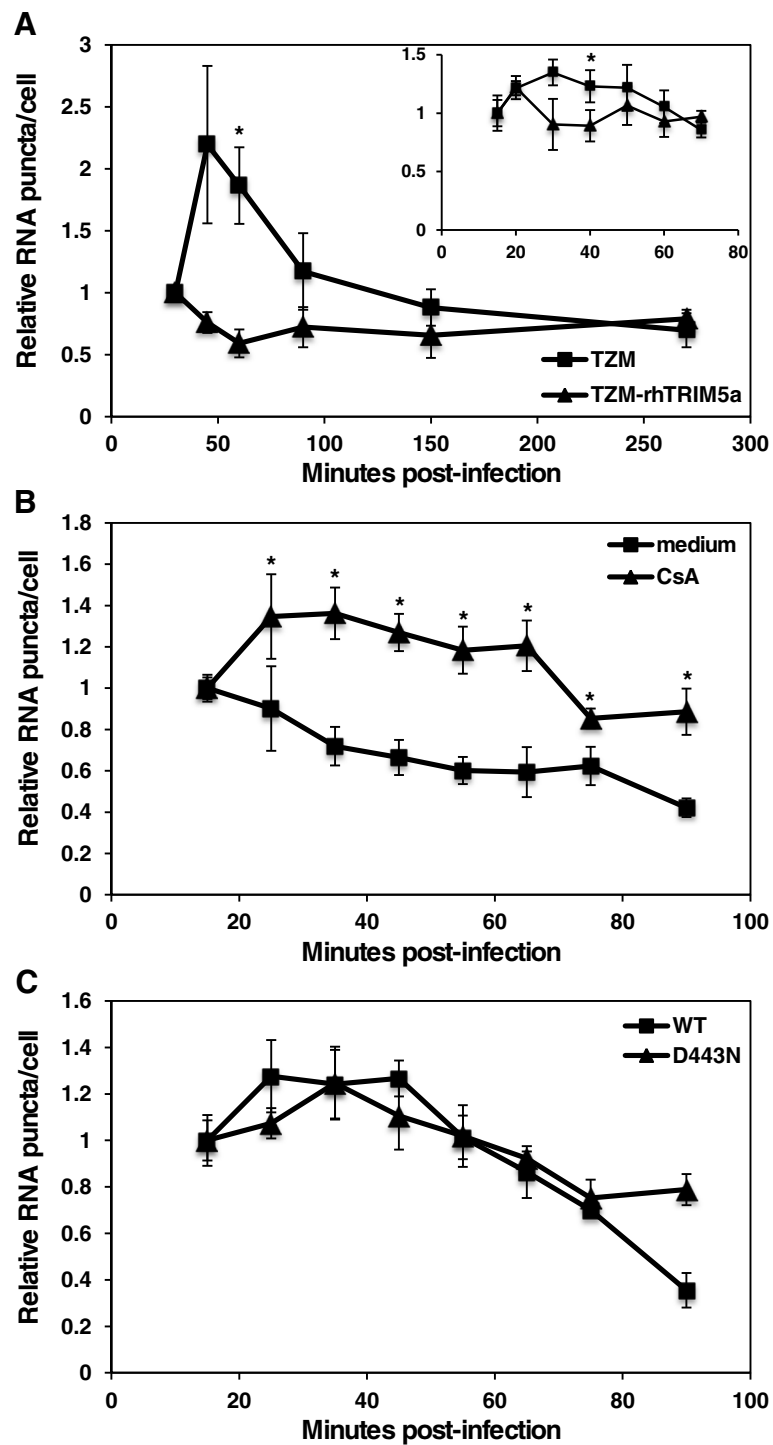 A
Relative RNA puncta/cell
3
2.5
2
1.5
1
0.5
0
0 50 100 150 200 250 300
Minutes post-infection
*
TZM
TZM-rhTRIM5a
1.5
1
1.5
0
0 20 40 60 80
*
B
Relative RNA puncta/cell
1.8
1.6
1.4
1.2
1
0.8
0.6
0.4
0.2
0
0 20 40 60 80 100
Minutes post-infection
* * * * * * *
medium
CsA
C
Relative RNA puncta/cell
1.6
1.4
1.2
1
0.8
0.6
0.4
0.2
0
0 20 40 60 80 100
Minutes post-infection
WT
D443N